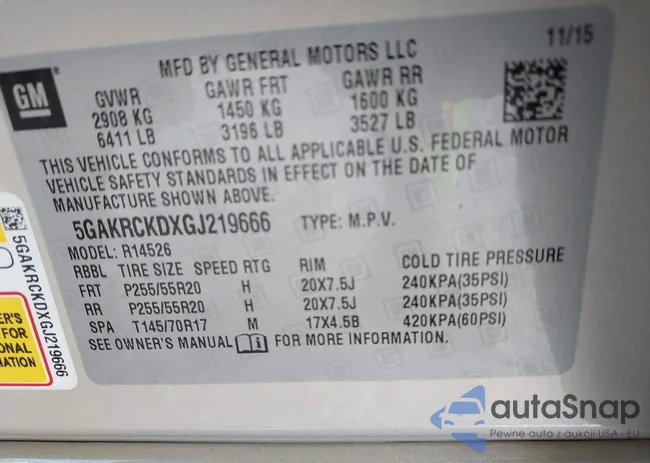 MFD BY GENERAL MOTORS LLC
11/15
GM
GVWR GAWR FRT GAWR RR
2908 KG 1450 KG 1600 KG
6411 LB 3196 LB 3527 LB
THIS VEHICLE CONFORMS TO ALL APPLICABLE U.S. FEDERAL MOTOR
VEHICLE SAFETY STANDARDS IN EFFECT ON THE DATE OF
MANUFACTURE SHOWN ABOVE.
5GAKRCKDXGJ219666 TYPE: M.P.V.
MODEL: R14526
RBBL TIRE SIZE SPEED RTG RIM COLD TIRE PRESSURE
FRT P255/55R20 H 20X7.5J 240KPA(35PSI)
RR P255/55R20 H 20X7.5J 240KPA(35PSI)
SPA T145/70R17 M 17X4.5B 420KPA(60PSI)
SEE OWNER'S MANUAL FOR MORE INFORMATION.
5GAKRCKDXGJ219666
ER'S
FOR
ONAL
MATION
autaSnap
Pewne auta z aukcji USA i EU